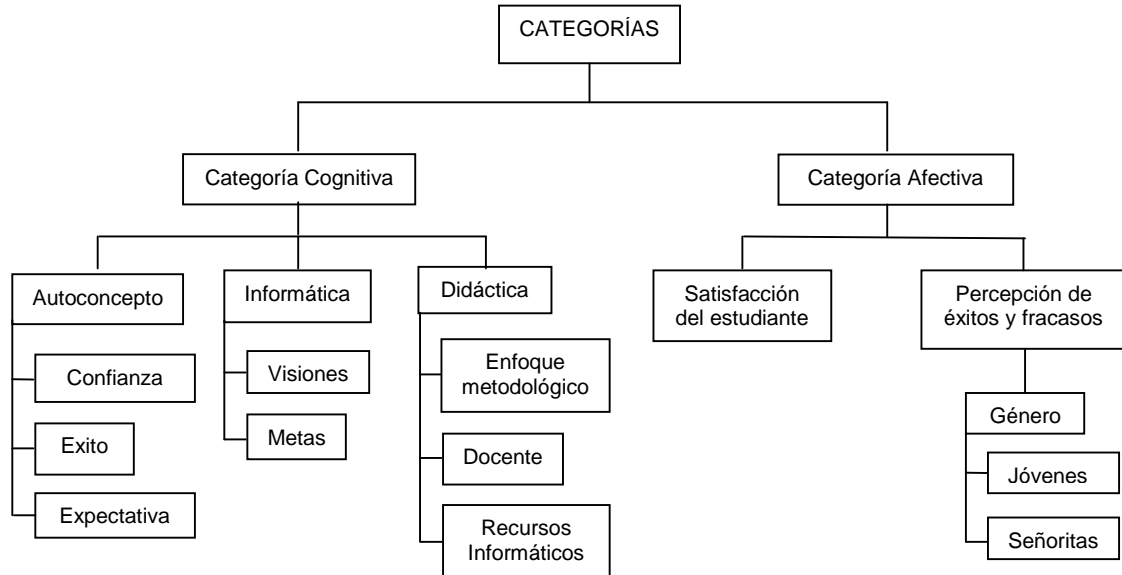 CATEGORÍAS
Categoría Cognitiva
Categoría Afectiva
Autoconcepto
Informática
Didáctica
Satisfacción
del estudiante
Percepción de
éxitos y fracasos
Confianza
Visiones
Enfoque
metodológico
Género
Exito
Metas
Docente
Jóvenes
Expectativa
Recursos
Informáticos
Señoritas